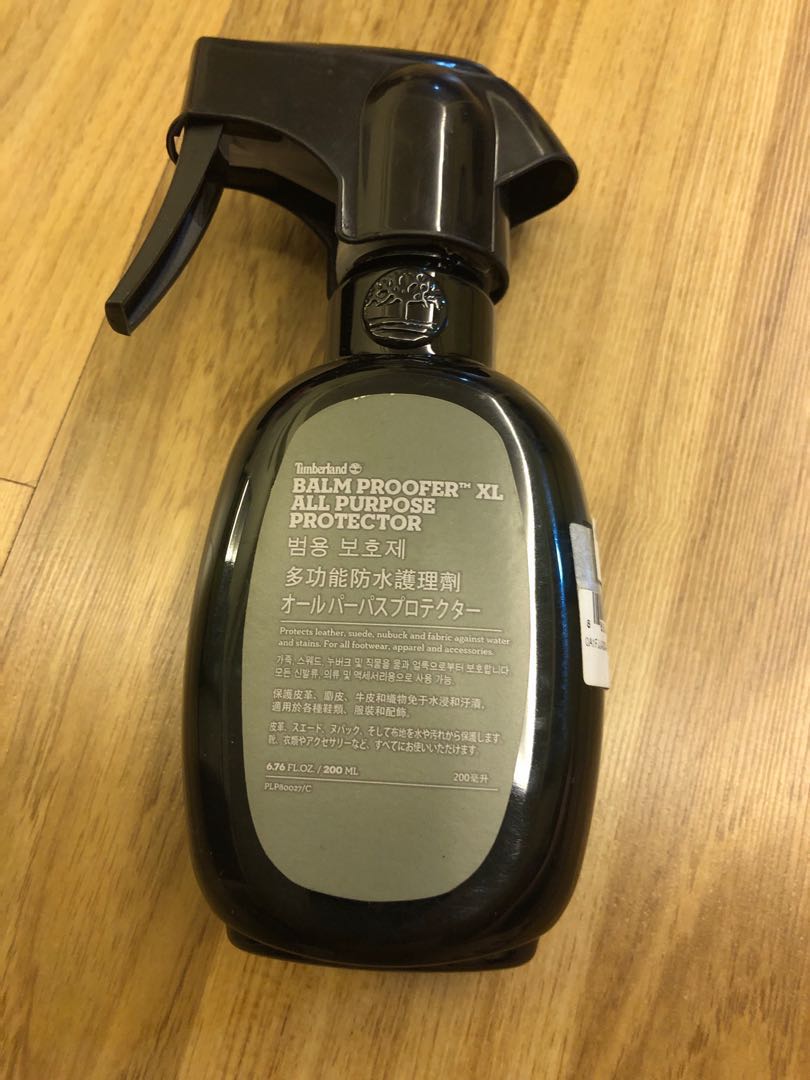 Timberland
BALM PROOFER™ XL
ALL PURPOSE
PROTECTOR
범용 보호제
多功能防水護理劑
オールパーパスプロテクター
Protects leather, suede, nubuck and fabric against water
and stains. For all footwear, apparel and accessories.
가죽, 스웨드, 누버크 및 직물을 물과 얼룩으로부터 보호합니다
모든 신발류, 의류 및 액세서리용으로 사용 가능.
保護皮革、麂皮、牛皮和織物免于水浸和汙漬,
適用於各種鞋類、服裝和配飾。
皮革、スエード、ヌバック、そして布地を水や汚れから保護します
靴、衣類やアクセサリーなど、すべてにお使いいただけます
6.76 FL.OZ. / 200 ML
200毫升
PLP80027/C